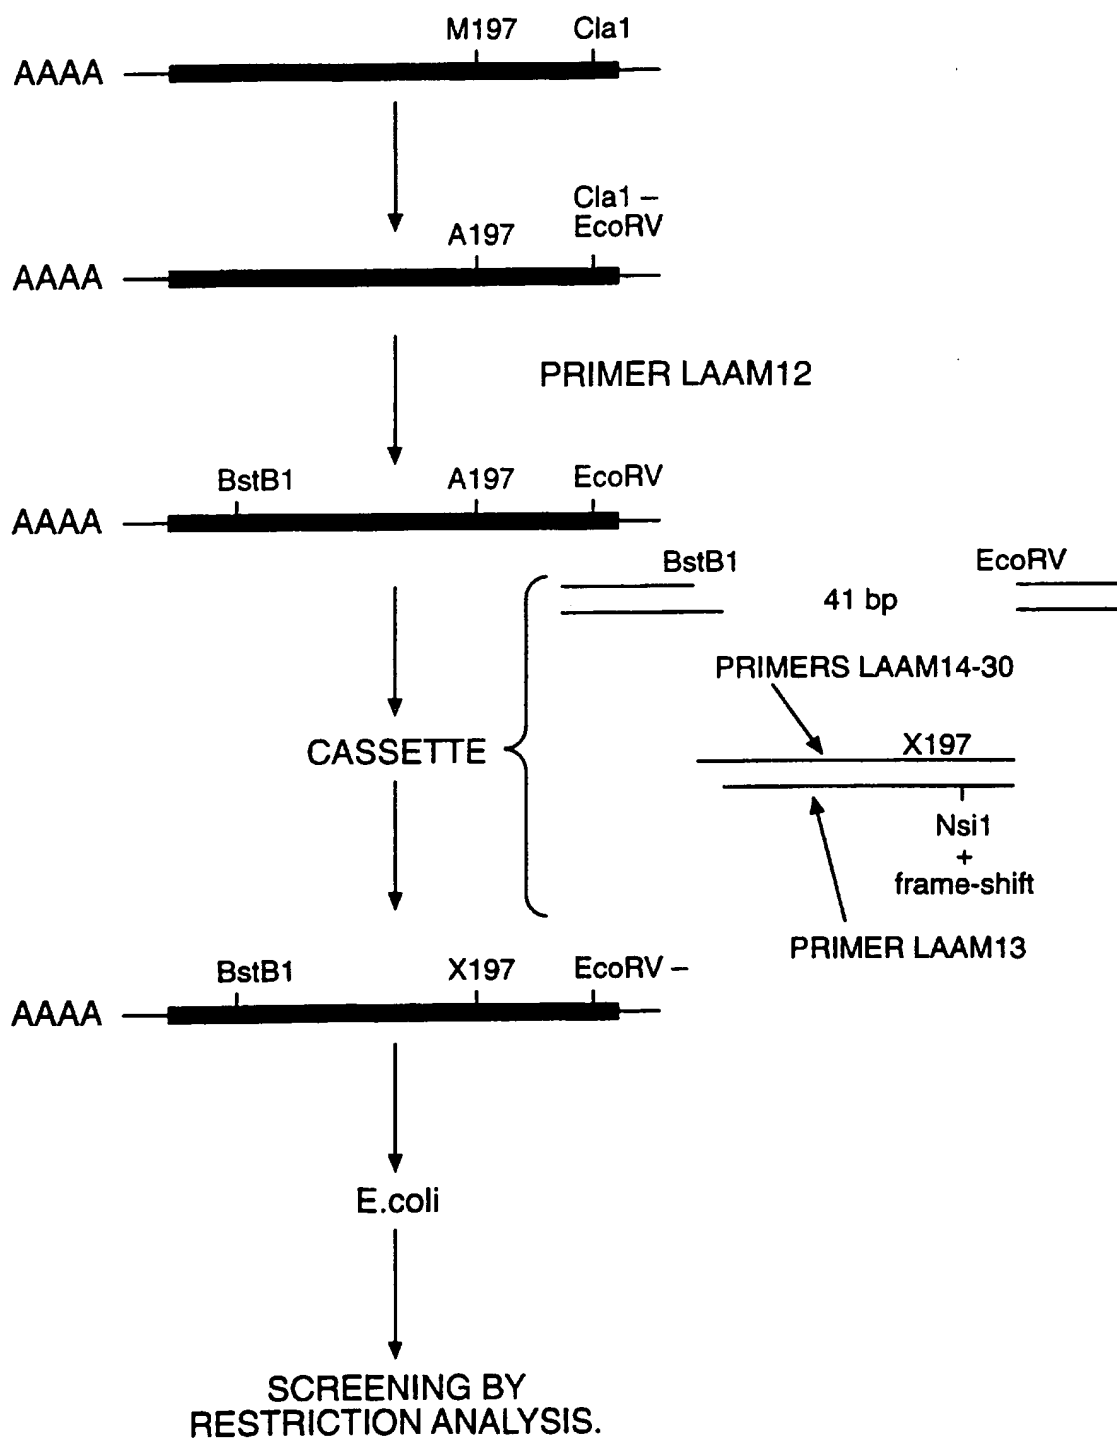 M197 Cla1
AAAA
Cla1 –
EcoRV
A197
AAAA
PRIMER LAAM12
BstB1 A197 EcoRV
AAAA
BstB1 EcoRV
41 bp
PRIMERS LAAM14-30
X197
CASSETTE
Nsi1
+
frame-shift
PRIMER LAAM13
BstB1 X197 EcoRV –
AAAA
E.coli
SCREENING BY
RESTRICTION ANALYSIS.